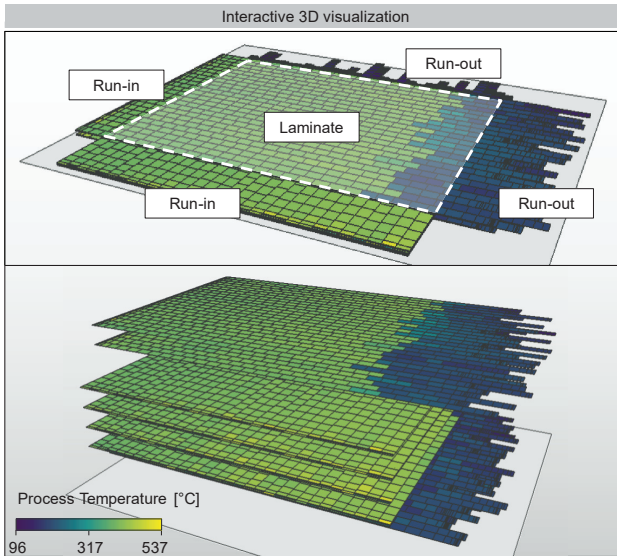 Interactive 3D visualization
Run-out
Run-in
Laminate
Run-in
Run-out
Process Temperature [°C]
96 317 537